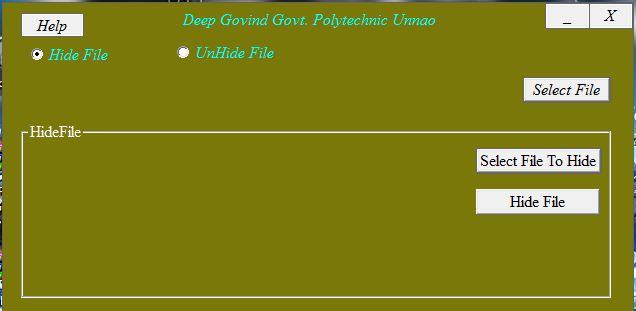 Help
Deep Govind Govt. Polytechnic Unnao
_ X
Hide File
UnHide File
Select File
HideFile
Select File To Hide
Hide File